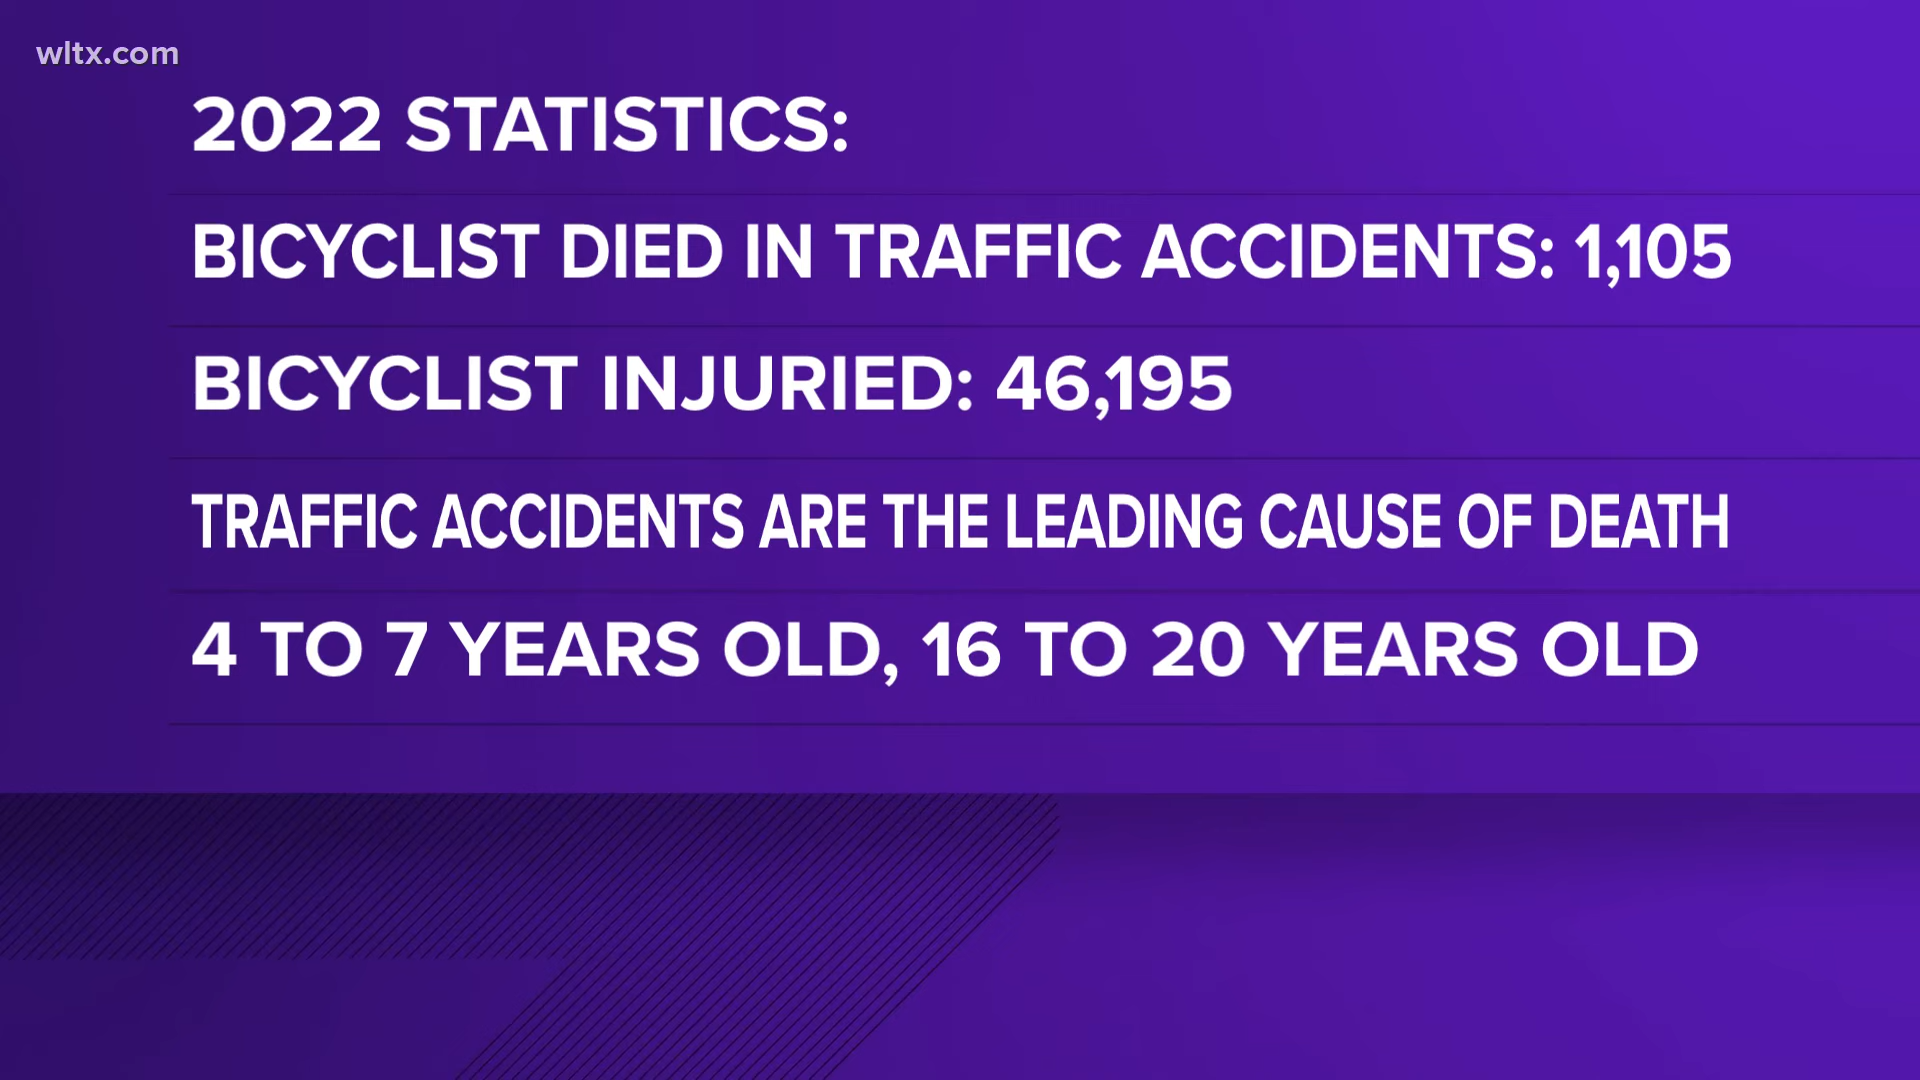 wltx.com
2022 STATISTICS:
BICYCLIST DIED IN TRAFFIC ACCIDENTS: 1,105
BICYCLIST INJURIED: 46,195
TRAFFIC ACCIDENTS ARE THE LEADING CAUSE OF DEATH
4 TO 7 YEARS OLD, 16 TO 20 YEARS OLD